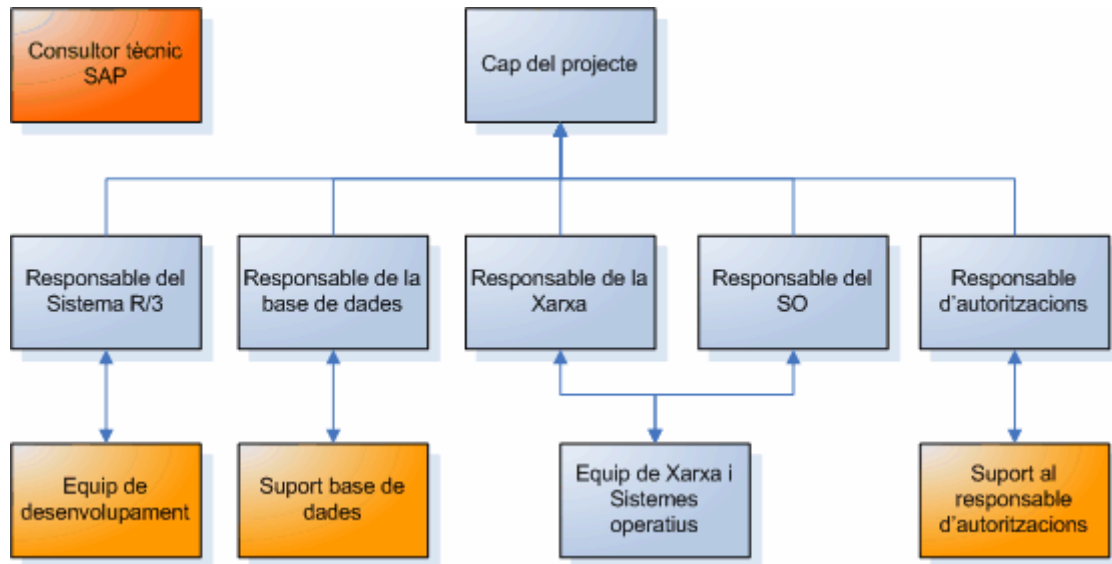 Consultor tècnic
SAP
Cap del projecte
Responsable del
Sistema R/3
Responsable de la
base de dades
Responsable de la
Xarxa
Responsable del
SO
Responsable
d'autoritzacions
Equip de
desenvolupament
Suport base de
dades
Equip de Xarxa i
Sistemes
operatius
Suport al
responsable
d'autoritzacions